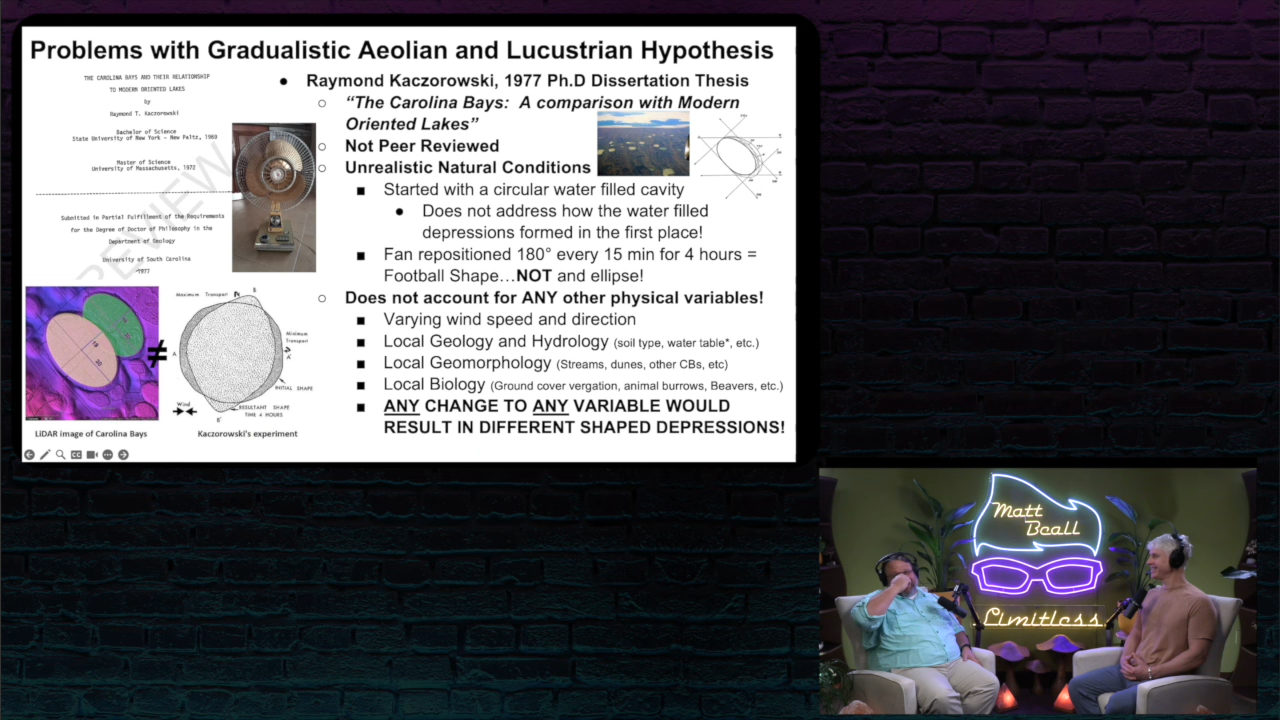 Problems with Gradualistic Aeolian and Lucustrian Hypothesis
THE CAROLINA BAYS AND THEIR RELATIONSHIP
TO MODERN ORIENTED LAKES
by
Raymond T. Kaczorowski
Bachelor of Science
State University of New York - New Paltz, 1969
Master of Science
University of Massachusetts, 1972
Submitted in Partial Fulfillment of the Requirements
for the Degree of Doctor of Philosophy in the
Department of Geology
University of South Carolina
1977
PREVIEW
● Raymond Kaczorowski, 1977 Ph.D Dissertation Thesis
○ “The Carolina Bays: A comparison with Modern
Oriented Lakes”
○ Not Peer Reviewed
○ Unrealistic Natural Conditions
■ Started with a circular water filled cavity
● Does not address how the water filled
depressions formed in the first place!
■ Fan repositioned 180° every 15 min for 4 hours =
Football Shape…NOT and ellipse!
○ Does not account for ANY other physical variables!
■ Varying wind speed and direction
■ Local Geology and Hydrology (soil type, water table*, etc.)
■ Local Geomorphology (Streams, dunes, other CBs, etc)
■ Local Biology (Ground cover vergation, animal burrows, Beavers, etc.)
■ ANY CHANGE TO ANY VARIABLE WOULD
RESULT IN DIFFERENT SHAPED DEPRESSIONS!
≠
Maximum Transport
B
Minimum
Transport
A
A'
INITIAL SHAPE
Wind
RESULTANT SHAPE
TIME 4 HOURS
B'
LiDAR image of Carolina Bays
Kaczorowski's experiment
CC
Matt
Beall
Limitless